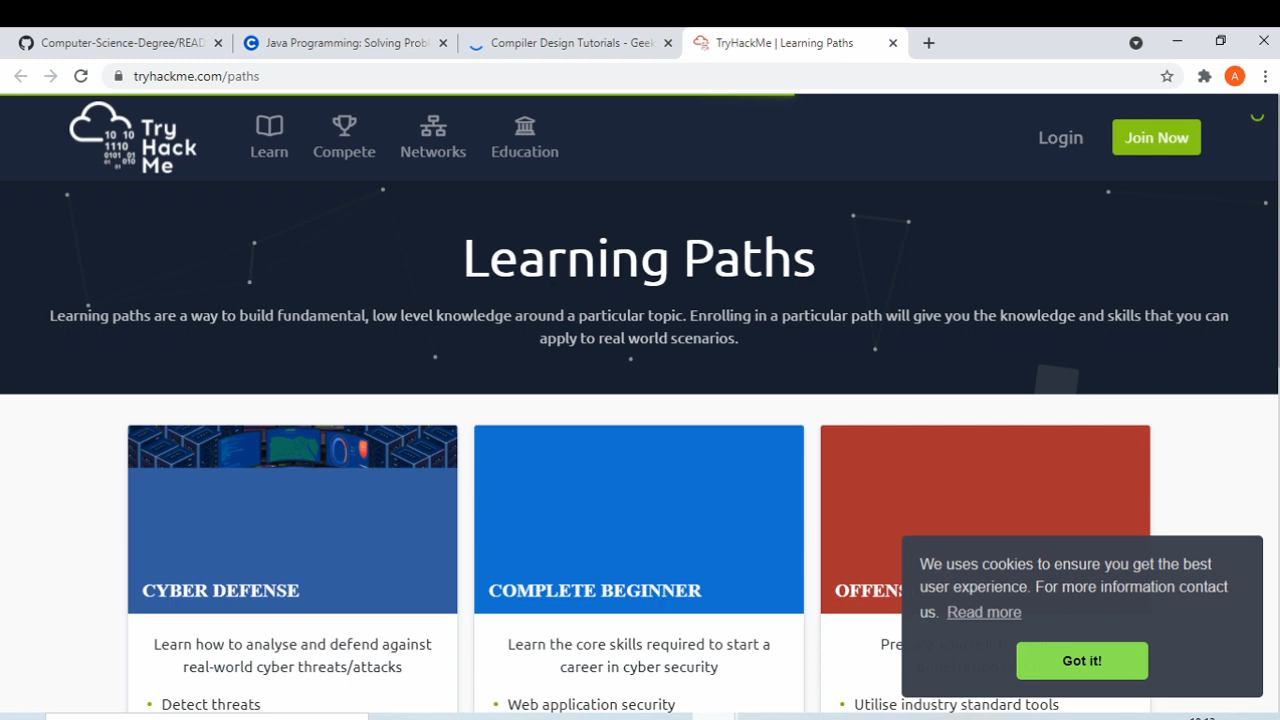 Computer-Science-Degree/READ
Java Programming: Solving Probl
Compiler Design Tutorials - Geek
TryHackMe | Learning Paths
tryhackme.com/paths
A
Try
Hack
Me
10 10
1110
0101 01
Learn
Compete
Networks
Education
Login
Join Now
Learning Paths
Learning paths are a way to build fundamental, low level knowledge around a particular topic. Enrolling in a particular path will give you the knowledge and skills that you can
apply to real world scenarios.
CYBER DEFENSE
Learn how to analyse and defend against
real-world cyber threats/attacks
• Detect threats
COMPLETE BEGINNER
Learn the core skills required to start a
career in cyber security
• Web application security
OFFENS
• Utilise industry standard tools
We uses cookies to ensure you get the best
user experience. For more information contact
us. Read more
Got it!